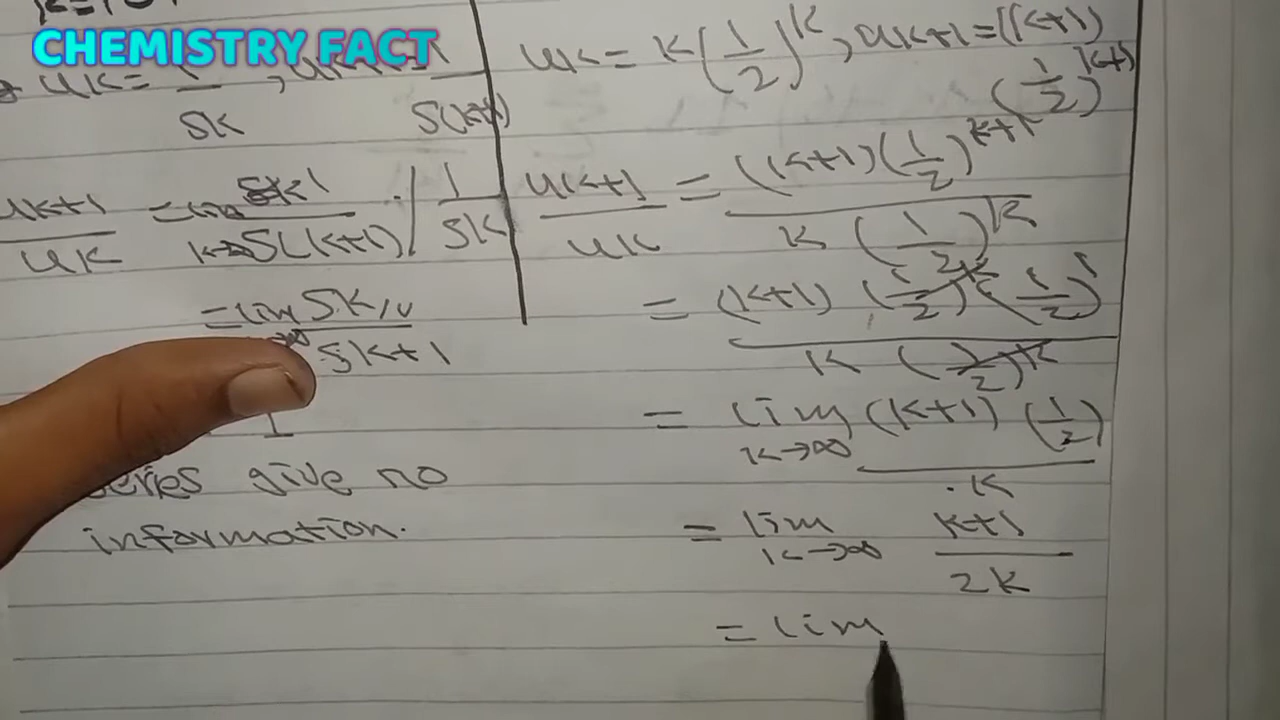 CHEMISTRY FACT
uk = 1/5k
5(k+1)
uk+1/uk = lim k→∞ 5(k+1) / 1/5k
= lim 5k/5k+1
1
series give no
information.
uk = k(1/2)^k, uk+1 = ((k+1)
(1/2)^(k+1)
uk+1/uk = (k+1)(1/2)^k+1 / k(1/2)^k
= (k+1)(1/2)^k(1/2)^1 / k(1/2)^k
= lim k→∞ (k+1)(1/2) / k
= lim k→∞ k+1/2k
= lim